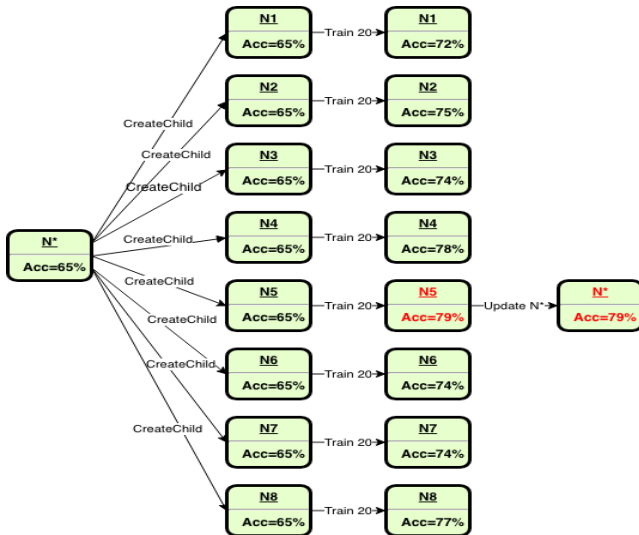 N1
Acc=65%
Train 20
N1
Acc=72%
N2
Acc=65%
Train 20
N2
Acc=75%
CreateChild
CreateChild
N3
Acc=65%
Train 20
N3
Acc=74%
CreateChild
N*
Acc=65%
CreateChild
N4
Acc=65%
Train 20
N4
Acc=78%
CreateChild
N5
Acc=65%
Train 20
N5
Acc=79%
Update N*
N*
Acc=79%
CreateChild
N6
Acc=65%
Train 20
N6
Acc=74%
CreateChild
N7
Acc=65%
Train 20
N7
Acc=74%
CreateChild
N8
Acc=65%
Train 20
N8
Acc=77%